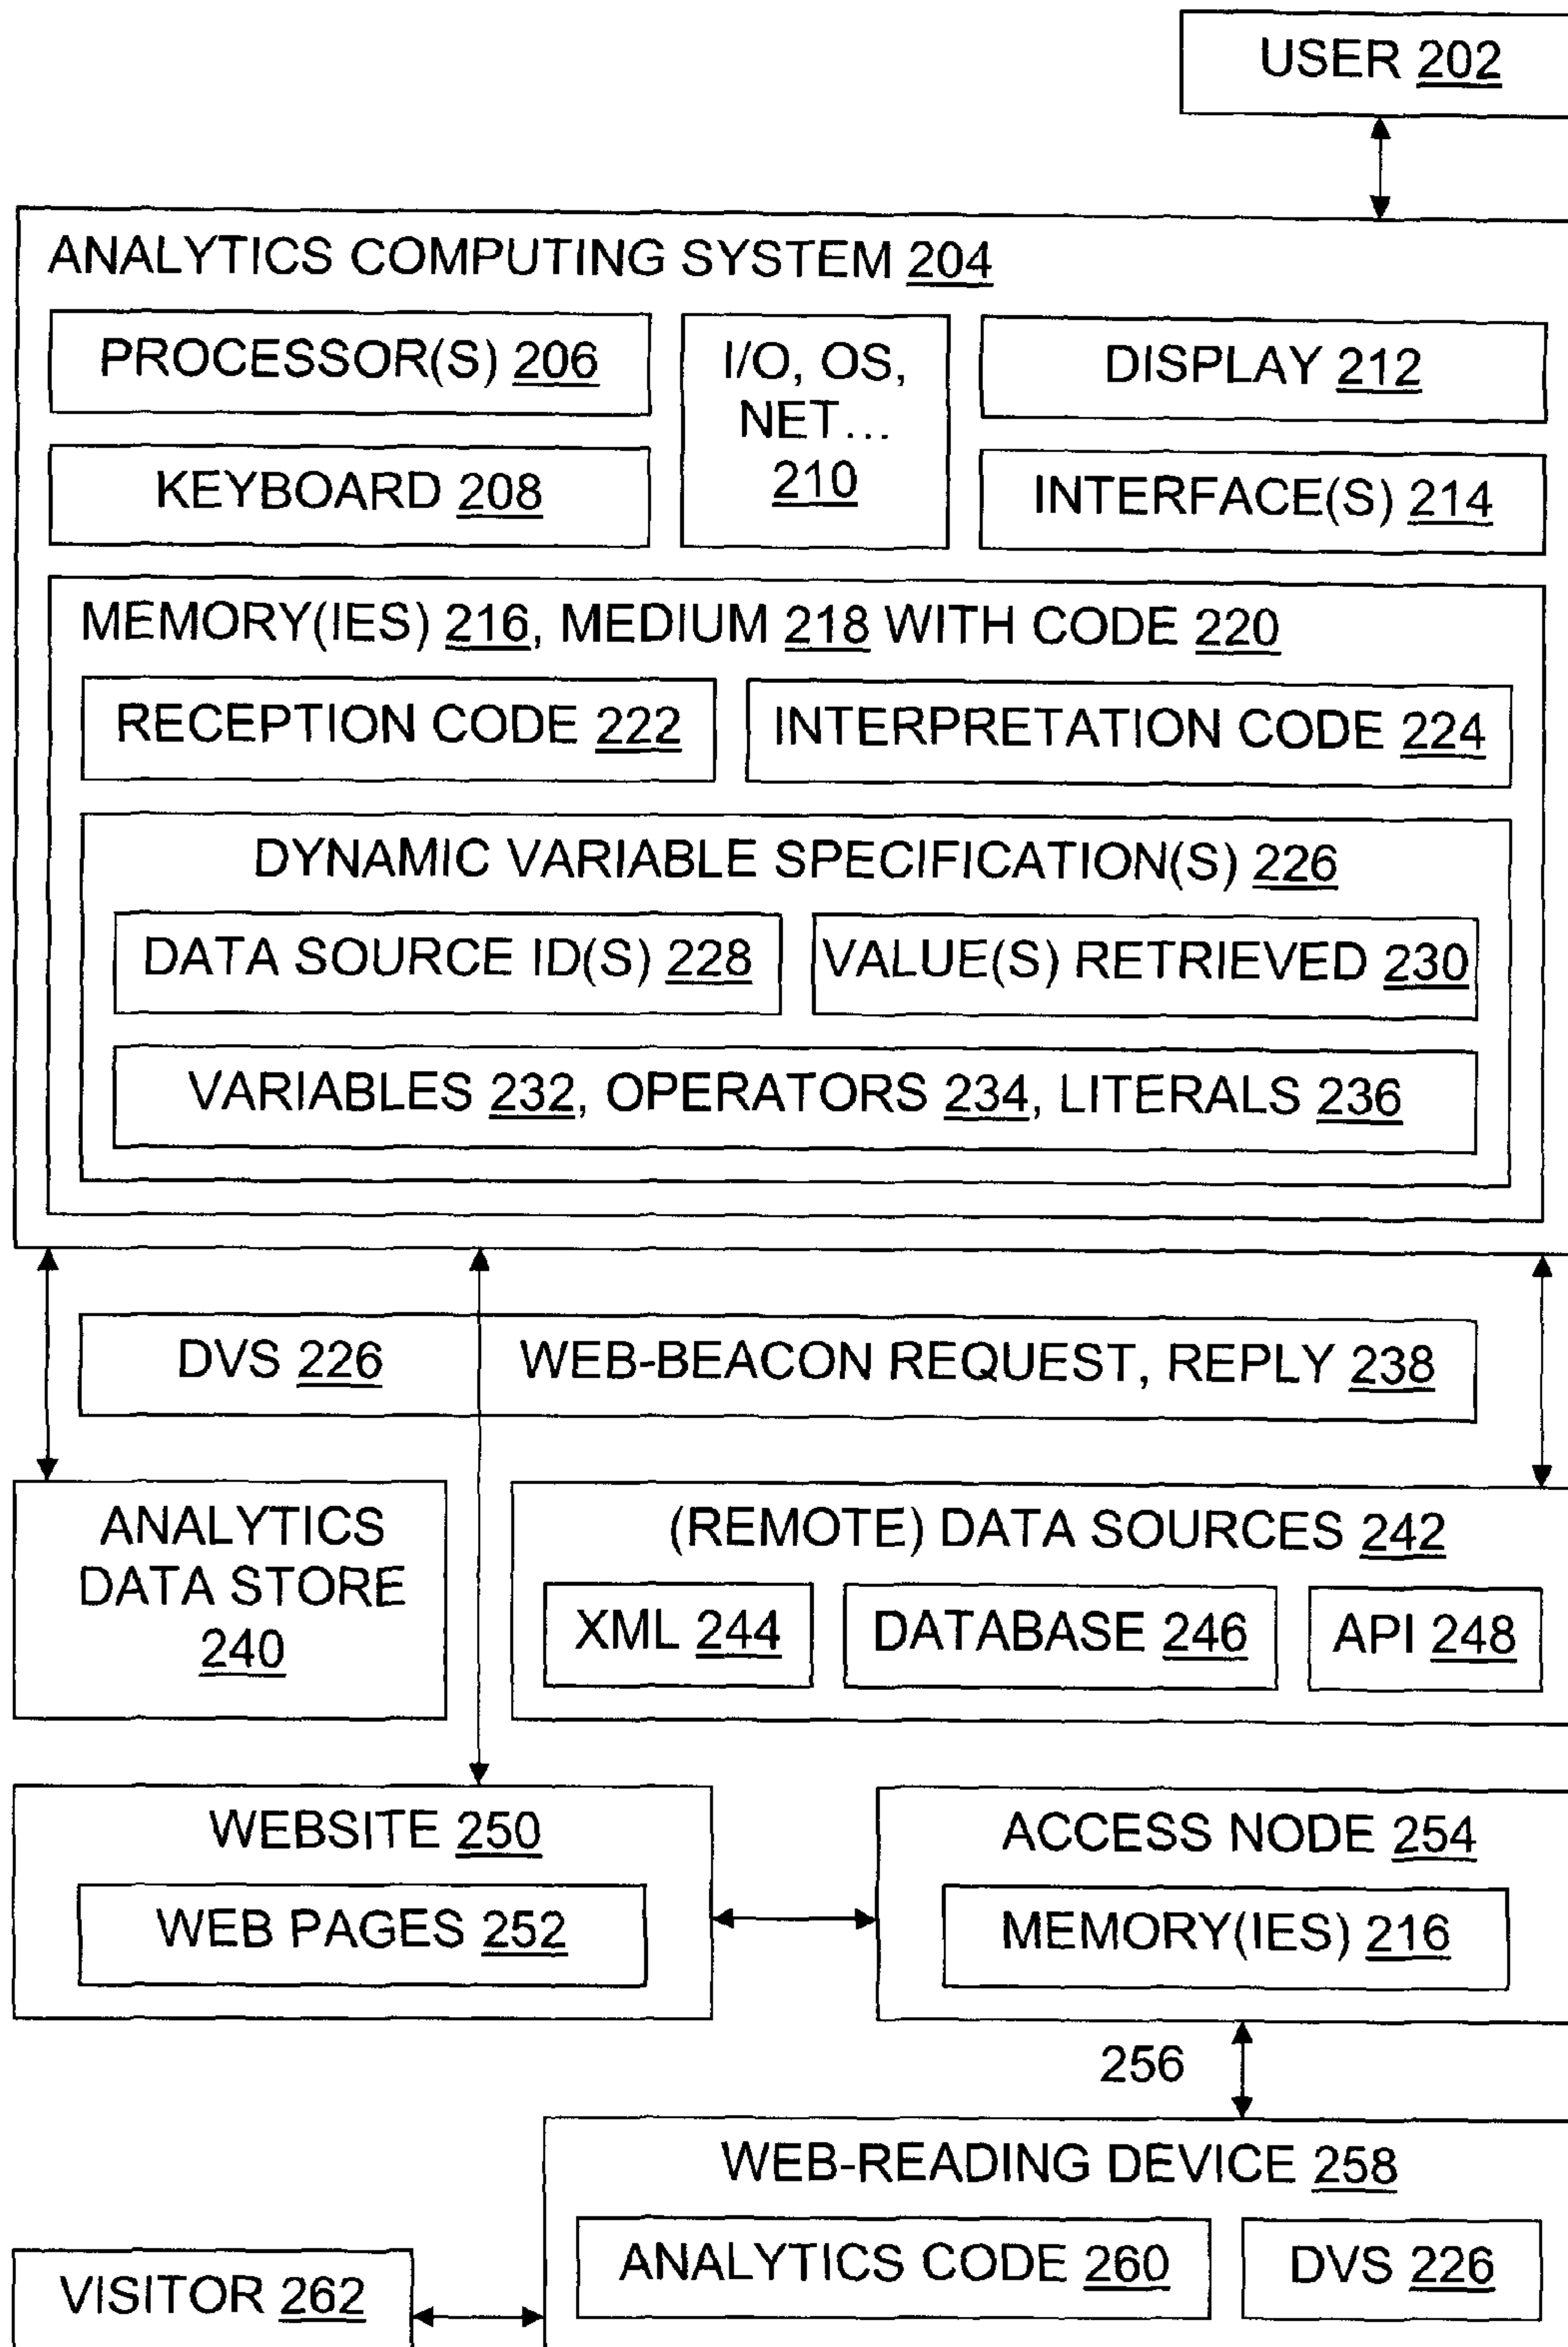 USER 202
ANALYTICS COMPUTING SYSTEM 204
PROCESSOR(S) 206
I/O, OS,
NET...
210
DISPLAY 212
KEYBOARD 208
INTERFACE(S) 214
MEMORY(IES) 216, MEDIUM 218 WITH CODE 220
RECEPTION CODE 222
INTERPRETATION CODE 224
DYNAMIC VARIABLE SPECIFICATION(S) 226
DATA SOURCE ID(S) 228
VALUE(S) RETRIEVED 230
VARIABLES 232, OPERATORS 234, LITERALS 236
DVS 226
WEB-BEACON REQUEST, REPLY 238
ANALYTICS
DATA STORE
240
(REMOTE) DATA SOURCES 242
XML 244
DATABASE 246
API 248
WEBSITE 250
WEB PAGES 252
ACCESS NODE 254
MEMORY(IES) 216
256
WEB-READING DEVICE 258
ANALYTICS CODE 260
DVS 226
VISITOR 262